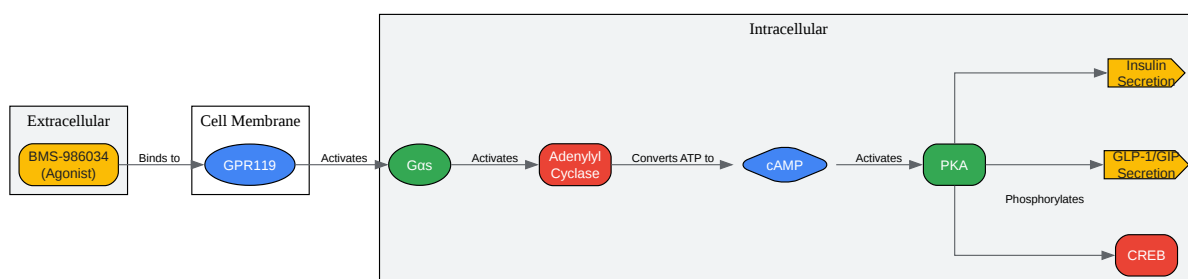 Intracellular
Extracellular
BMS-986034
(Agonist)
Binds to
Cell Membrane
GPR119
Activates
Gαs
Activates
Adenylyl
Cyclase
Converts ATP to
cAMP
Activates
PKA
Insulin
Secretion
GLP-1/GIP
Secretion
Phosphorylates
CREB